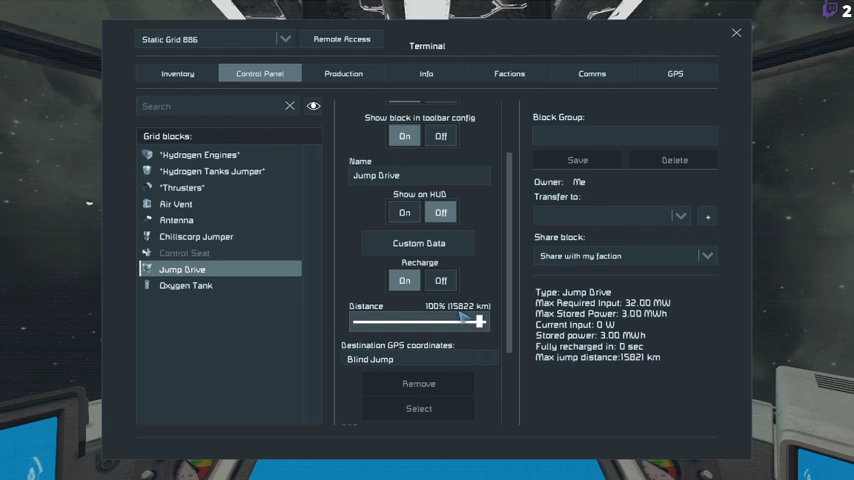 2
Static Grid 886
Remote Access
Terminal
Inventory
Control Panel
Production
Info
Factions
Comms
GPS
Search
Grid blocks:
*Hydrogen Engines*
*Hydrogen Tanks Jumper*
*Thrusters*
Air Vent
Antenna
Chillscorp Jumper
Control Seat
Jump Drive
Oxygen Tank
Show block in toolbar config
On Off
Name
Jump Drive
Show on HUD
On Off
Custom Data
Recharge
On Off
Distance 100% (15822 km)
Destination GPS coordinates:
Blind Jump
Remove
Select
Block Group:
Save Delete
Owner: Me
Transfer to:
+
Share block:
Share with my faction
Type: Jump Drive
Max Required Input: 32.00 MW
Max Stored Power: 3.00 MWh
Current Input: 0 W
Stored power: 3.00 MWh
Fully recharged in: 0 sec
Max jump distance:15821 km